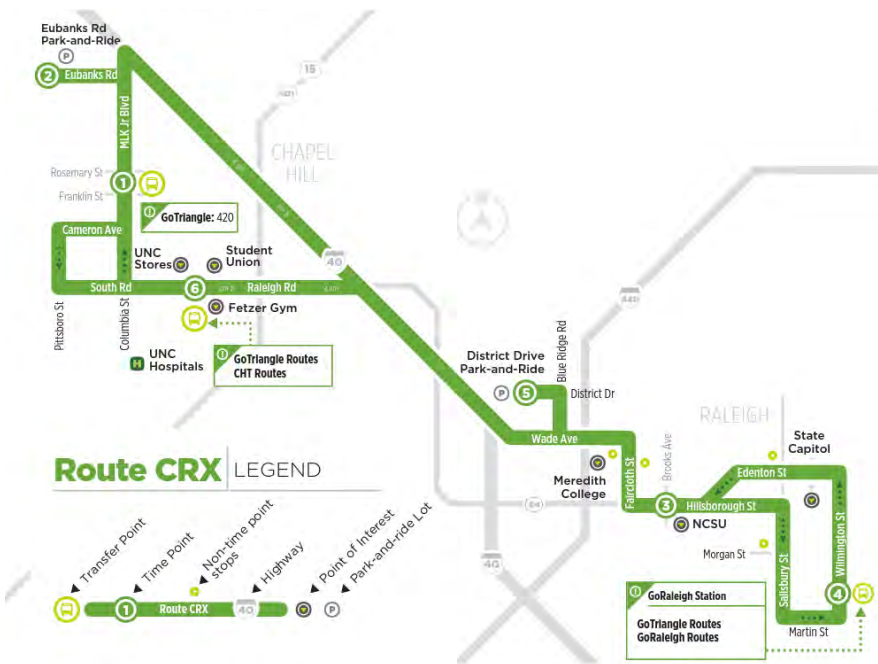 Eubanks Rd
Park-and-Ride
P
2
Eubanks Rd
MLK Jr Blvd
15
CHAPEL
HILL
Rosemary St
1
Franklin St
GoTriangle: 420
Cameron Ave
UNC
Stores
Student
Union
40
South Rd
6
Raleigh Rd
Fetzer Gym
Pittsboro St
Columbia St
H
UNC
Hospitals
GoTriangle Routes
CHT Routes
District Drive
Park-and-Ride
P
5
Blue Ridge Rd
District Dr
RALEIGH
Wade Ave
Meredith
College
Faircloth St
Brooks Ave
State
Capitol
Edenton St
3
Hillsborough St
NCSU
Morgan St
Salisbury St
Wilmington St
4
Martin St
40
GoRaleigh Station
GoTriangle Routes
GoRaleigh Routes
Route CRX LEGEND
Transfer Point
Time Point
Non-time point
stops
Highway
Point of Interest
Park-and-ride Lot
1
Route CRX
40
P